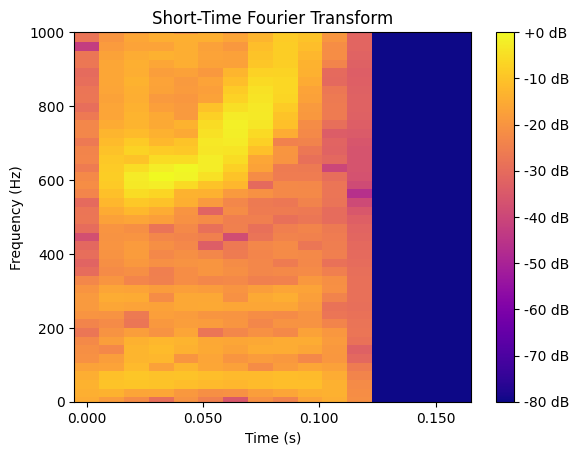 Short-Time Fourier Transform
Frequency (Hz)
1000
800
600
400
200
0
0.000
0.050
0.100
0.150
Time (s)
+0 dB
-10 dB
-20 dB
-30 dB
-40 dB
-50 dB
-60 dB
-70 dB
-80 dB